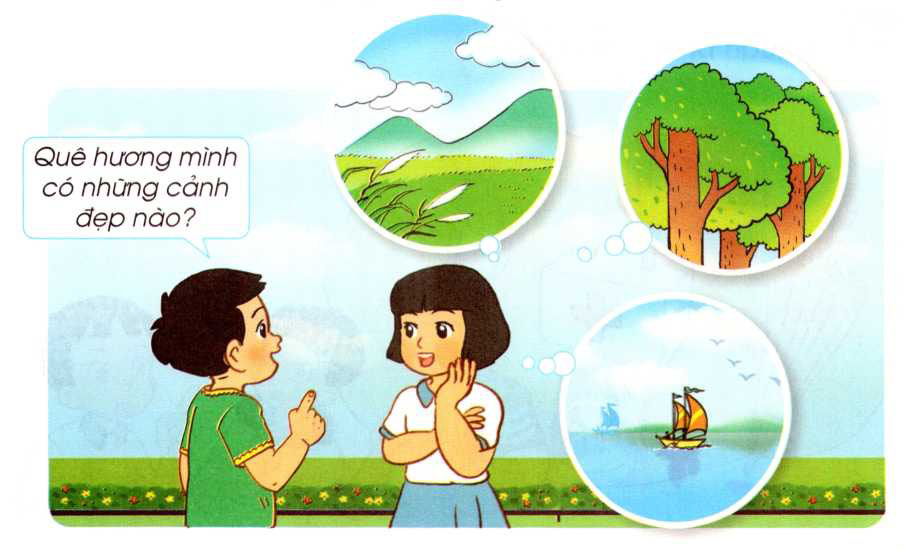 Quê hương mình
có những cảnh
đẹp nào?